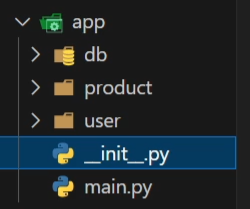 app
db
product
user
__init__.py
main.py